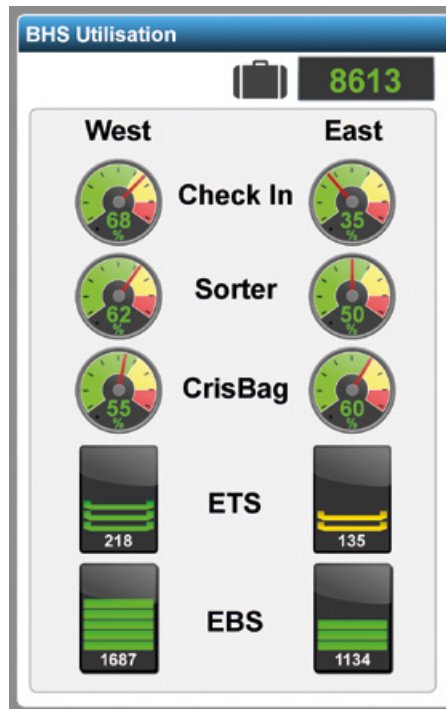 BHS Utilisation
8613
West East
68 % Check In 35 %
62 % Sorter 50 %
55 % CrisBag 60 %
ETS
218 135
EBS
1687 1134